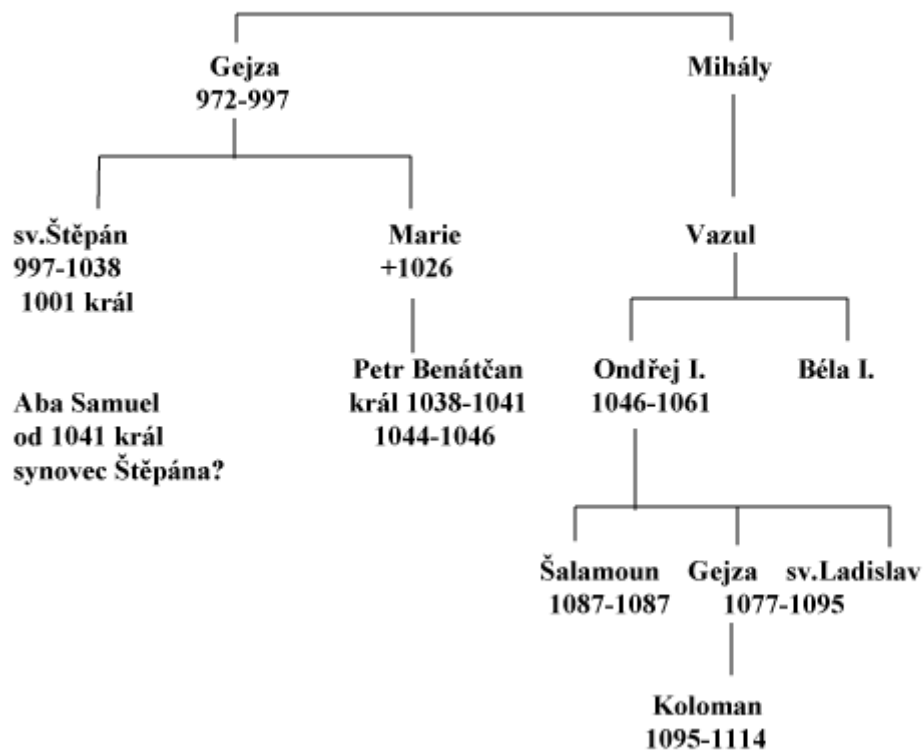 Gejza
972-997
Mihály
sv.Štěpán
997-1038
1001 král
Marie
+1026
Vazul
Aba Samuel
od 1041 král
synovec Štěpána?
Petr Benátčan
král 1038-1041
1044-1046
Ondřej I.
1046-1061
Béla I.
Šalamoun
1087-1087
Gejza
sv.Ladislav
1077-1095
Koloman
1095-1114